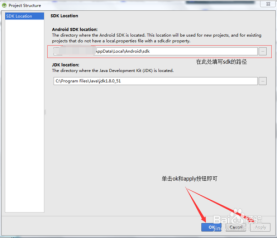 Project Structure
SDK Location
SDK Location
Android SDK location:
The directory where the Android SDK is located. This location will be used for new projects, and for existing
projects that do not have a local.properties file with a sdk.dir property.
\AppData\Local\Android\sdk
在此处填写sdk的路径
JDK location:
The directory where the Java Development Kit (JDK) is located.
C:\Program Files\Java\jdk1.8.0_51
单击ok和apply按钮即可
OK
Cancel
Apply